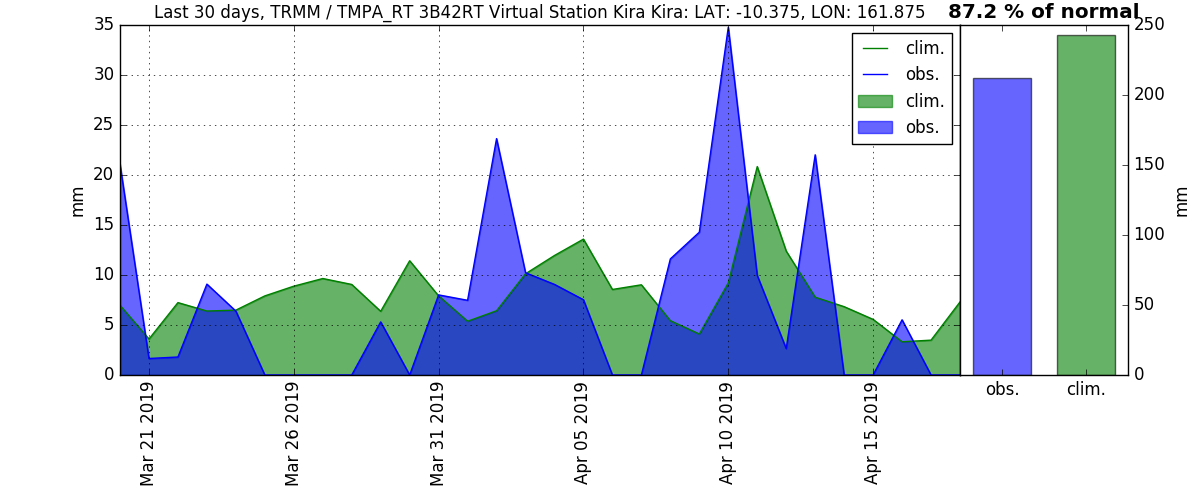 Last 30 days, TRMM / TMPA_RT 3B42RT Virtual Station Kira Kira: LAT: -10.375, LON: 161.875
87.2 % of normal
35
30
25
20
15
10
5
0
mm
clim.
obs.
clim.
obs.
Mar 21 2019
Mar 26 2019
Mar 31 2019
Apr 05 2019
Apr 10 2019
Apr 15 2019
250
200
150
100
50
0
mm
obs.
clim.